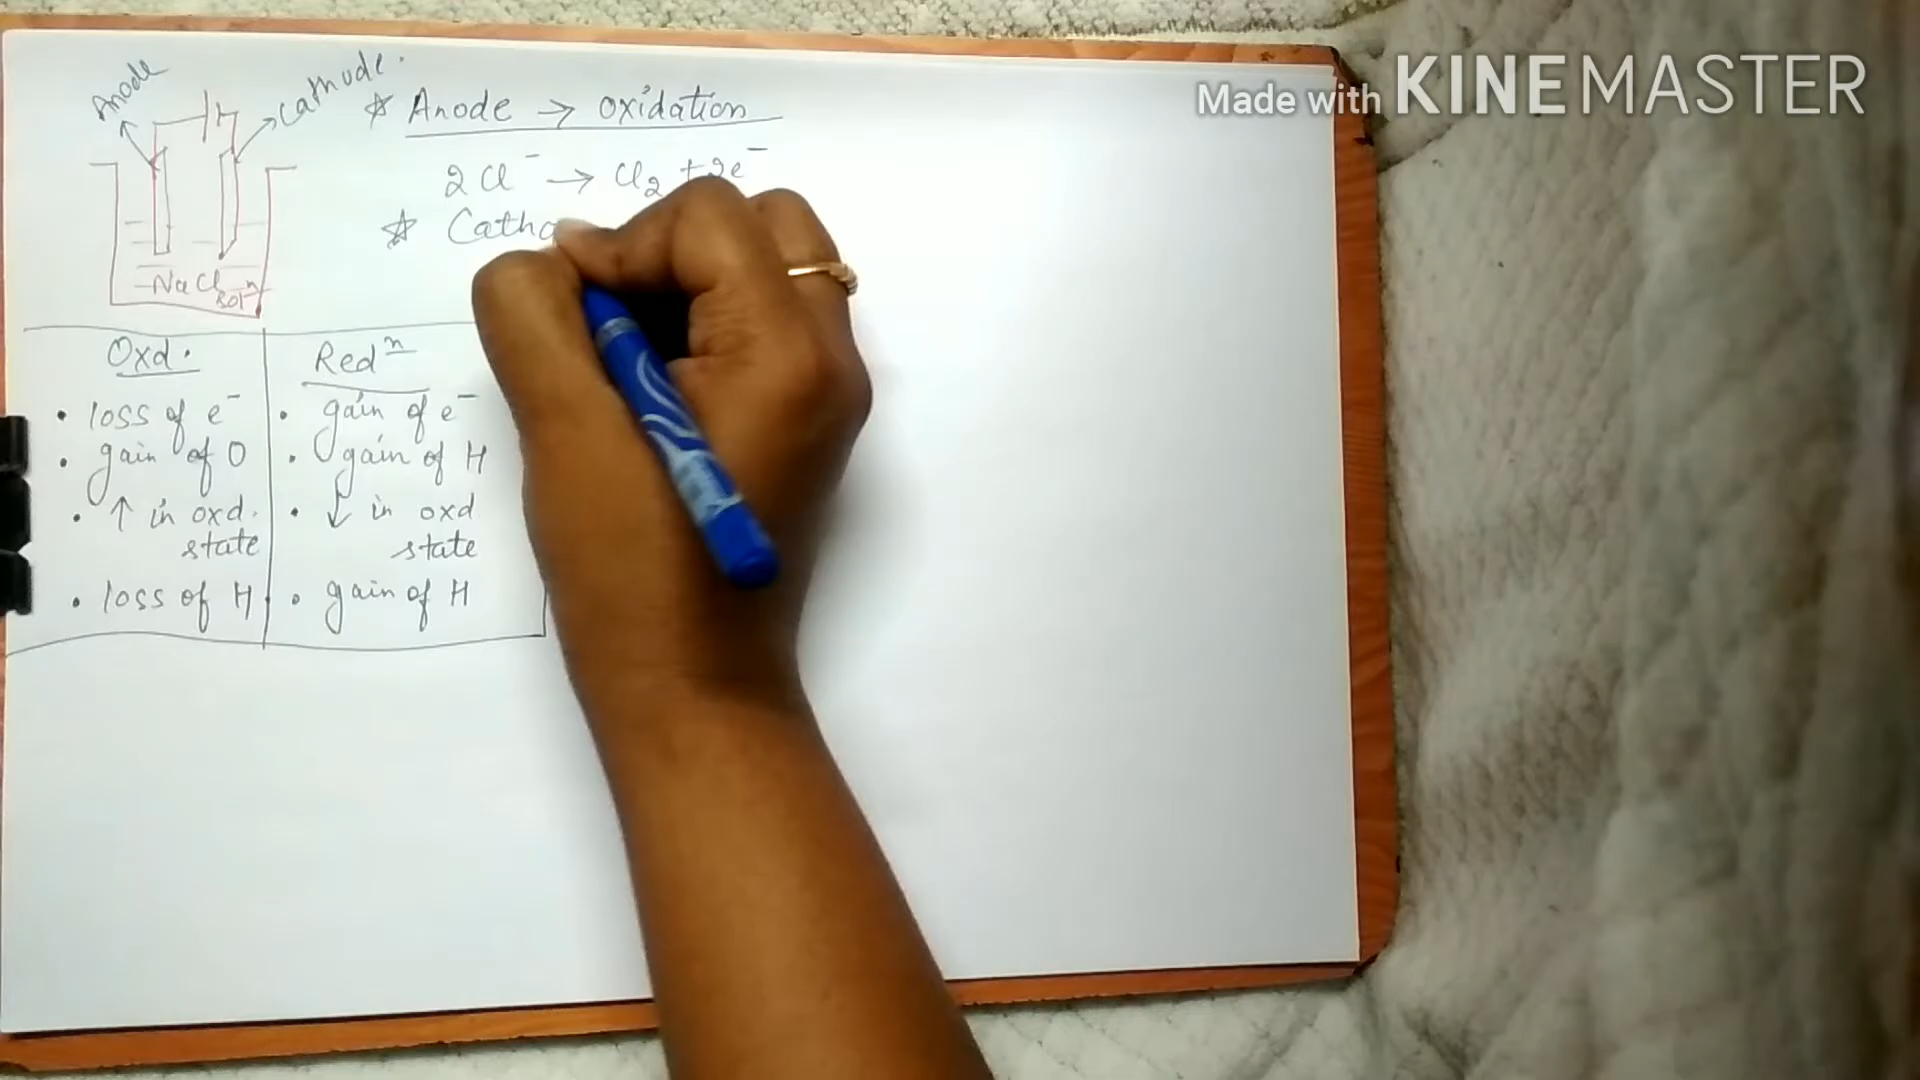 Made with KINEMASTER
Anode
Cathode.
☆ Anode → oxidation
2Cl⁻ → Cl₂ + 2e⁻
☆ Catho
NaCl solⁿ
Oxd.
• loss of e⁻
• gain of O
• ↑ in oxd.
state
• loss of H
Redⁿ
• gain of e⁻
• gain of H
• ↓ in oxd
state
• gain of H